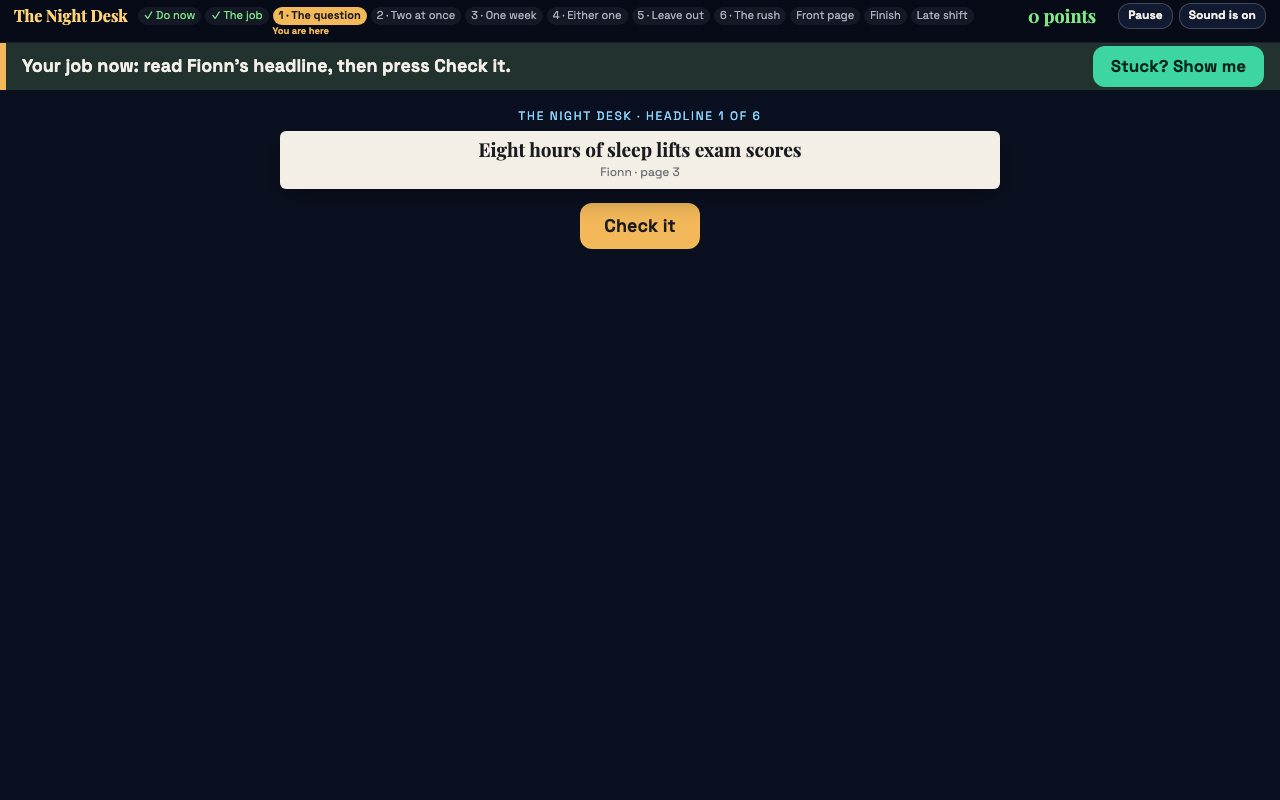 The Night Desk ✓ Do now ✓ The job 1 · The question 2 · Two at once 3 · One week 4 · Either one 5 · Leave out 6 · The rush Front page Finish Late shift 0 points Pause Sound is on
You are here
Your job now: read Fionn's headline, then press Check it. Stuck? Show me
THE NIGHT DESK · HEADLINE 1 OF 6
Eight hours of sleep lifts exam scores
Fionn · page 3
Check it